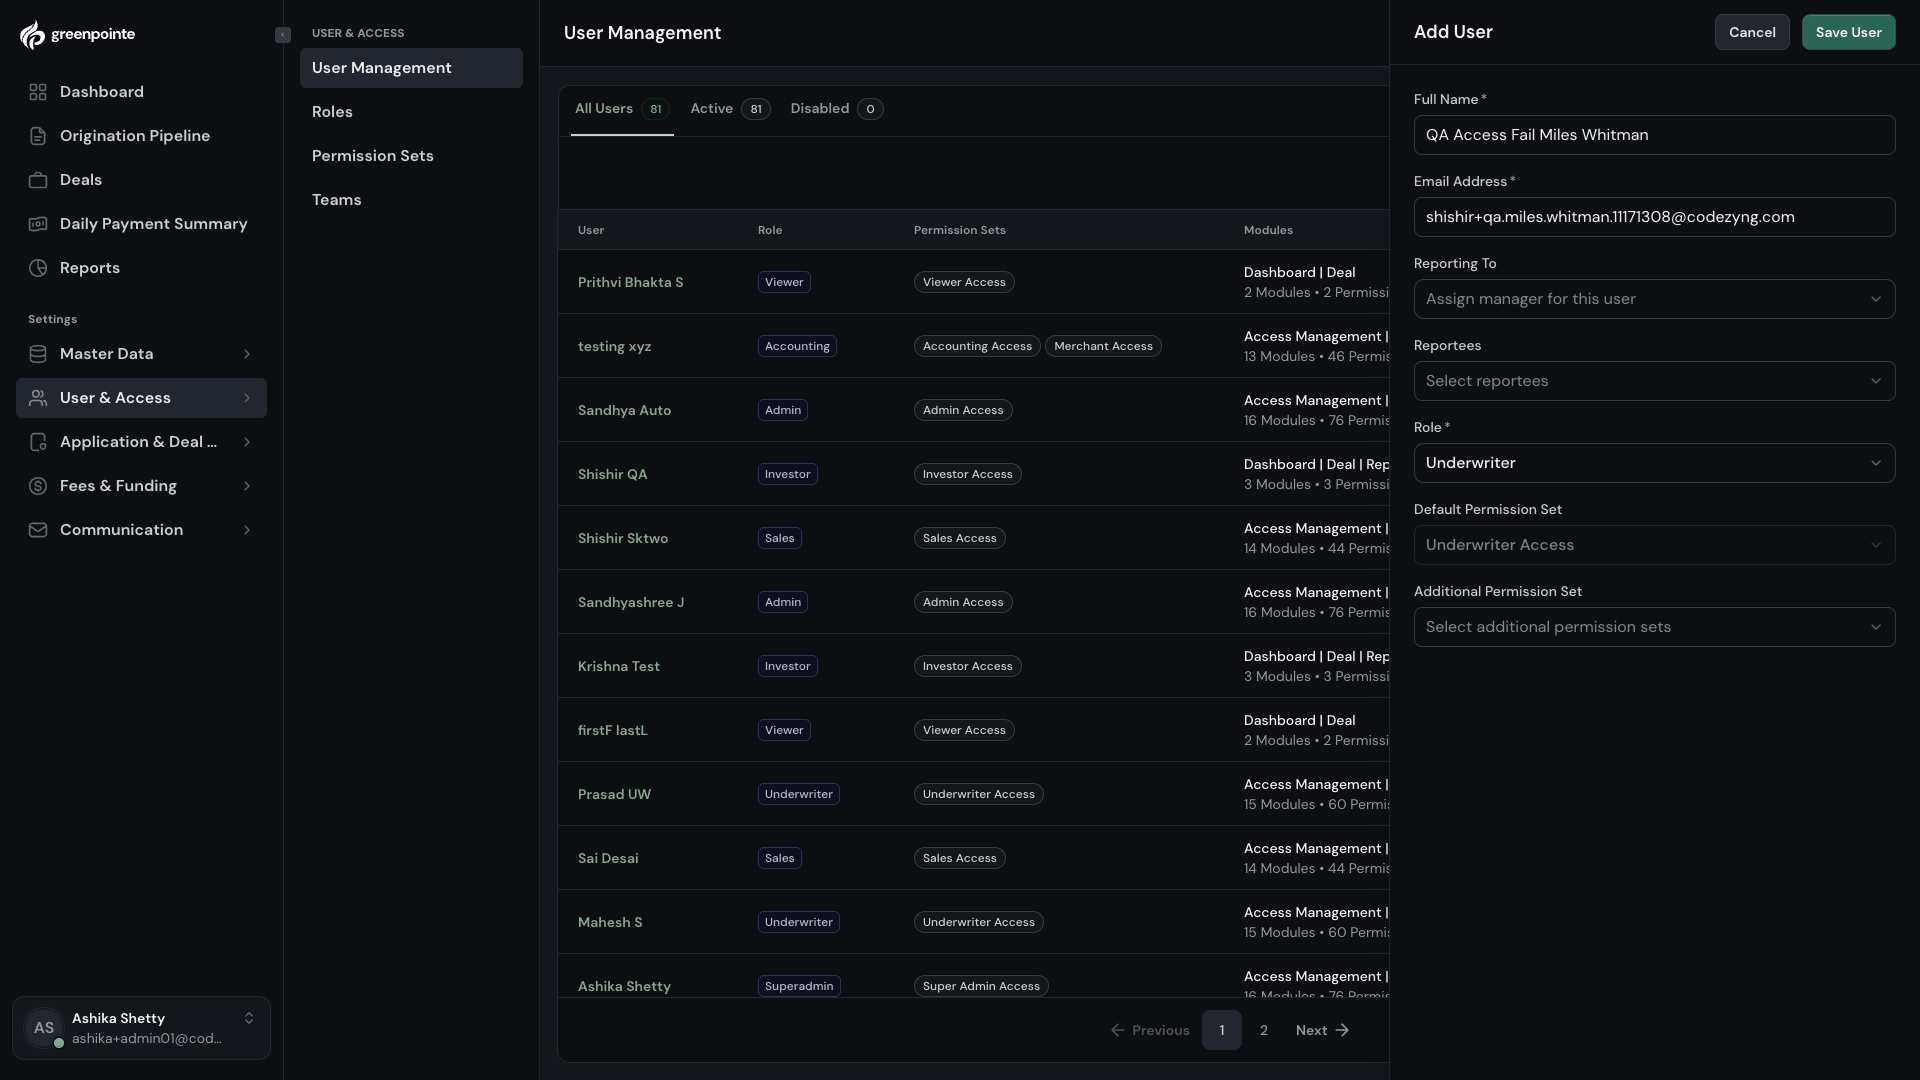 greenpointe
Dashboard
Origination Pipeline
Deals
Daily Payment Summary
Reports
Settings
Master Data
User & Access
Application & Deal ...
Fees & Funding
Communication
AS
Ashika Shetty
ashika+admin01@cod...
USER & ACCESS
User Management
Roles
Permission Sets
Teams
User Management
All Users 81 Active 81 Disabled 0
User Role Permission Sets Modules
Prithvi Bhakta S Viewer Viewer Access Dashboard | Deal
2 Modules • 2 Permissi
testing xyz Accounting Accounting Access Merchant Access Access Management |
13 Modules • 46 Permis
Sandhya Auto Admin Admin Access Access Management |
16 Modules • 76 Permis
Shishir QA Investor Investor Access Dashboard | Deal | Rep
3 Modules • 3 Permissi
Shishir Sktwo Sales Sales Access Access Management |
14 Modules • 44 Permis
Sandhyashree J Admin Admin Access Access Management |
16 Modules • 76 Permis
Krishna Test Investor Investor Access Dashboard | Deal | Rep
3 Modules • 3 Permissi
firstF lastL Viewer Viewer Access Dashboard | Deal
2 Modules • 2 Permissi
Prasad UW Underwriter Underwriter Access Access Management |
15 Modules • 60 Permis
Sai Desai Sales Sales Access Access Management |
14 Modules • 44 Permis
Mahesh S Underwriter Underwriter Access Access Management |
15 Modules • 60 Permis
Ashika Shetty Superadmin Super Admin Access Access Management |
16 Modules • 76 Permis
Previous 1 2 Next
Add User
Cancel
Save User
Full Name *
QA Access Fail Miles Whitman
Email Address *
shishir+qa.miles.whitman.11171308@codezyng.com
Reporting To
Assign manager for this user
Reportees
Select reportees
Role *
Underwriter
Default Permission Set
Underwriter Access
Additional Permission Set
Select additional permission sets